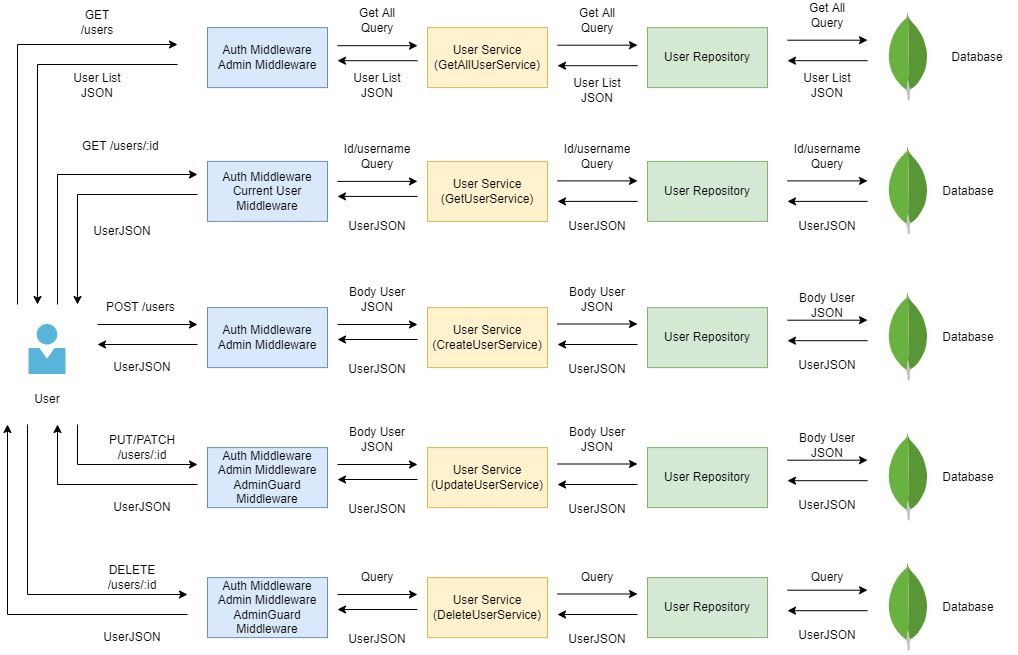 GET
/users
User List
JSON
Auth Middleware
Admin Middleware
Get All
Query
User List
JSON
User Service
(GetAllUserService)
Get All
Query
User List
JSON
User Repository
Get All
Query
User List
JSON
Database
GET /users/:id
UserJSON
Auth Middleware
Current User
Middleware
Id/username
Query
UserJSON
User Service
(GetUserService)
Id/username
Query
UserJSON
User Repository
Id/username
Query
UserJSON
Database
User
POST /users
UserJSON
Auth Middleware
Admin Middleware
Body User
JSON
UserJSON
User Service
(CreateUserService)
Body User
JSON
UserJSON
User Repository
Body User
JSON
UserJSON
Database
PUT/PATCH
/users/:id
UserJSON
Auth Middleware
Admin Middleware
AdminGuard
Middleware
Body User
JSON
UserJSON
User Service
(UpdateUserService)
Body User
JSON
UserJSON
User Repository
Body User
JSON
UserJSON
Database
DELETE
/users/:id
UserJSON
Auth Middleware
Admin Middleware
AdminGuard
Middleware
Query
UserJSON
User Service
(DeleteUserService)
Query
UserJSON
User Repository
Query
UserJSON
Database